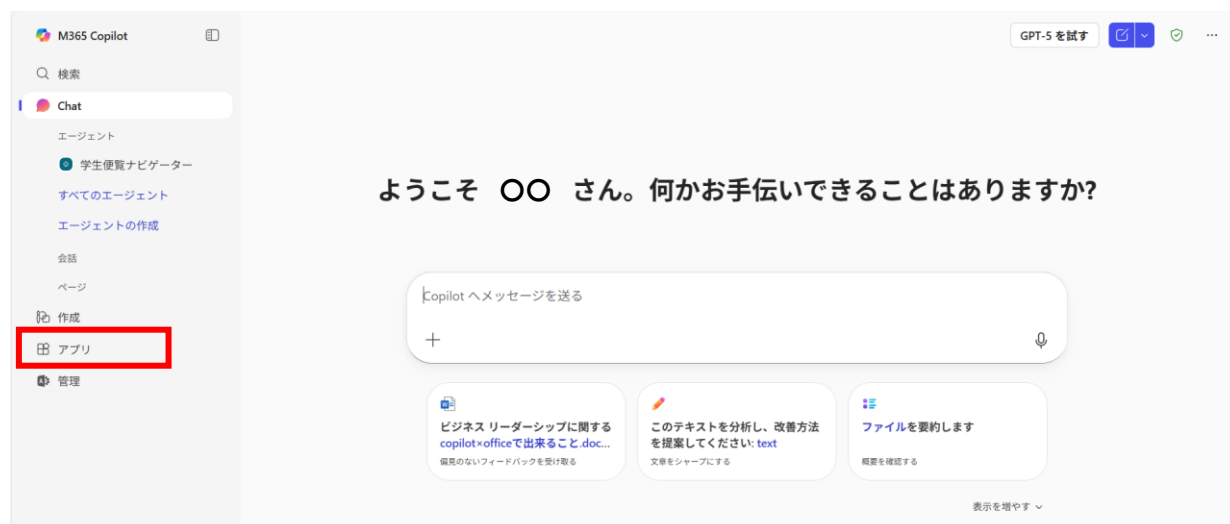 M365 Copilot
検索
Chat
エージェント
学生便覧ナビゲーター
すべてのエージェント
エージェントの作成
会話
ページ
作成
アプリ
管理
GPT-5 を試す
ようこそ 〇〇 さん。何かお手伝いできることはありますか?
Copilot へメッセージを送る
ビジネス リーダーシップに関する
copilot×officeで出来ること.doc...
偏見のないフィードバックを受け取る
このテキストを分析し、改善方法
を提案してください: text
文章をシャープにする
ファイルを要約します
概要を確認する
表示を増やす